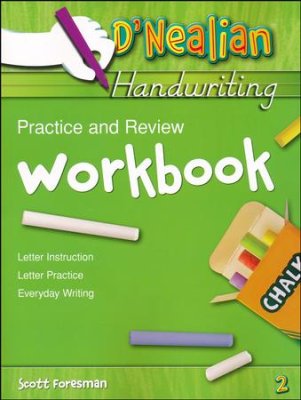 D'Nealian
Handwriting
Practice and Review
Workbook
Letter Instruction
Letter Practice
Everyday Writing
CHALK
Scott Foresman
2